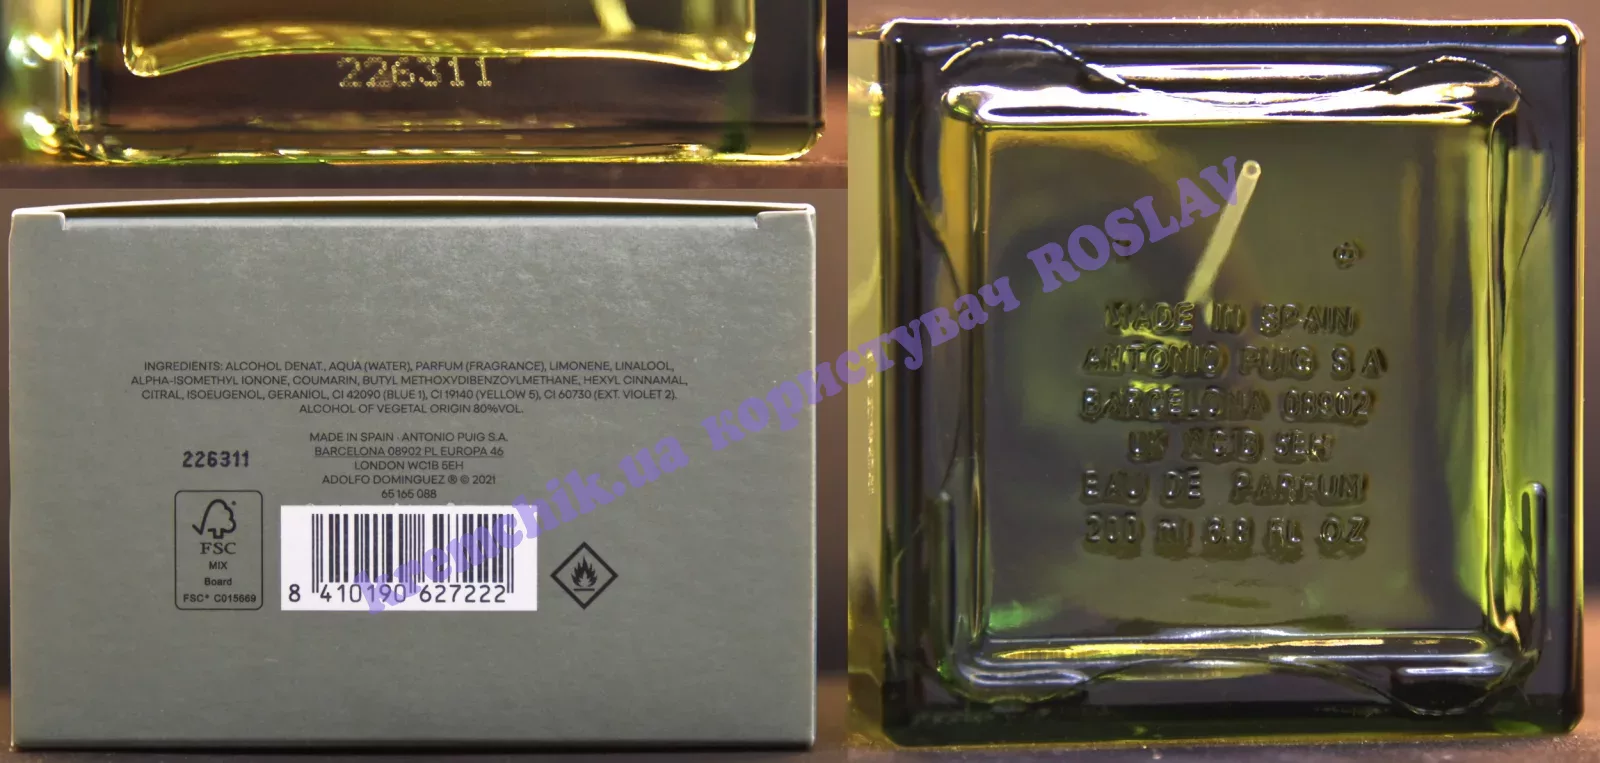 226311
INGREDIENTS: ALCOHOL DENAT., AQUA (WATER), PARFUM (FRAGRANCE), LIMONENE, LINALOOL,
ALPHA-ISOMETHYL IONONE, COUMARIN, BUTYL METHOXYDIBENZOYLMETHANE, HEXYL CINNAMAL,
CITRAL, ISOEUGENOL, GERANIOL, CI 42090 (BLUE 1), CI 19140 (YELLOW 5), CI 60730 (EXT. VIOLET 2).
ALCOHOL OF VEGETAL ORIGIN 80%VOL.
MADE IN SPAIN · ANTONIO PUIG S.A.
BARCELONA 08902 PL EUROPA 46
LONDON WC1B 5EH
ADOLFO DOMINGUEZ ® © 2021
65 165 088
226311
FSC
MIX
Board
FSC® C015669
8 410190 627222
MADE IN SPAIN
ANTONIO PUIG S A
BARCELONA 08902
UK WC1B 5EH
EAU DE PARFUM
200 ml 6.8 FL OZ
kremchik.ua користувач ROSLAV